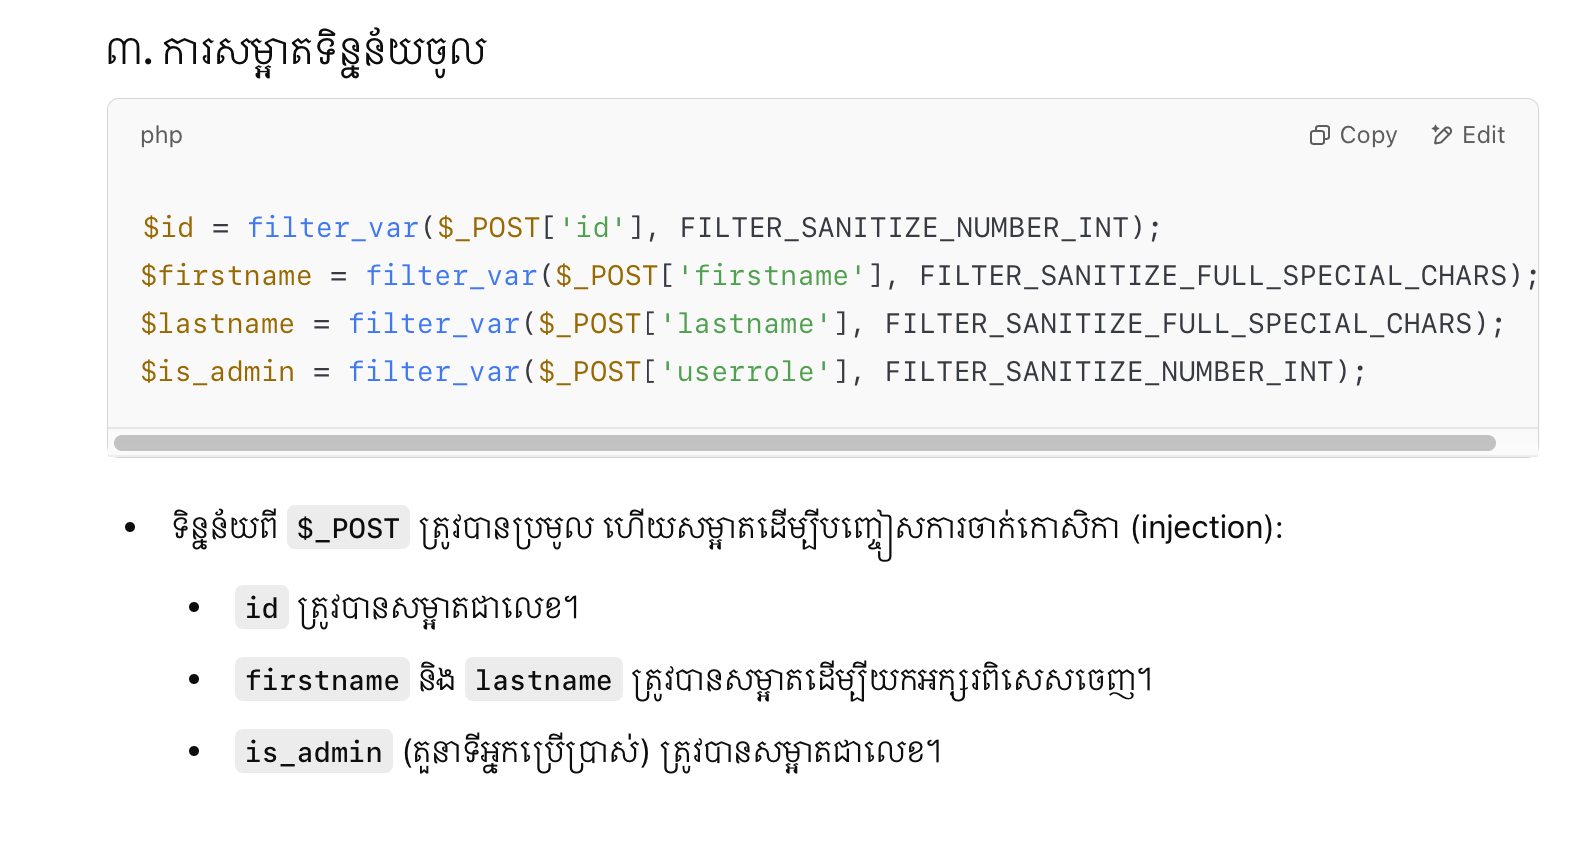 ៣. ការសម្អាតទិន្នន័យចូល
php
Copy
Edit
$id = filter_var($_POST['id'], FILTER_SANITIZE_NUMBER_INT);
$firstname = filter_var($_POST['firstname'], FILTER_SANITIZE_FULL_SPECIAL_CHARS);
$lastname = filter_var($_POST['lastname'], FILTER_SANITIZE_FULL_SPECIAL_CHARS);
$is_admin = filter_var($_POST['userrole'], FILTER_SANITIZE_NUMBER_INT);
• ទិន្នន័យពី $_POST ត្រូវបានប្រមូល ហើយសម្អាតដើម្បីបញ្ចៀសការចាក់កោសិកា (injection):
• id ត្រូវបានសម្អាតជាលេខ។
• firstname និង lastname ត្រូវបានសម្អាតដើម្បីយកអក្សរពិសេសចេញ។
• is_admin (តួនាទីអ្នកប្រើប្រាស់) ត្រូវបានសម្អាតជាលេខ។